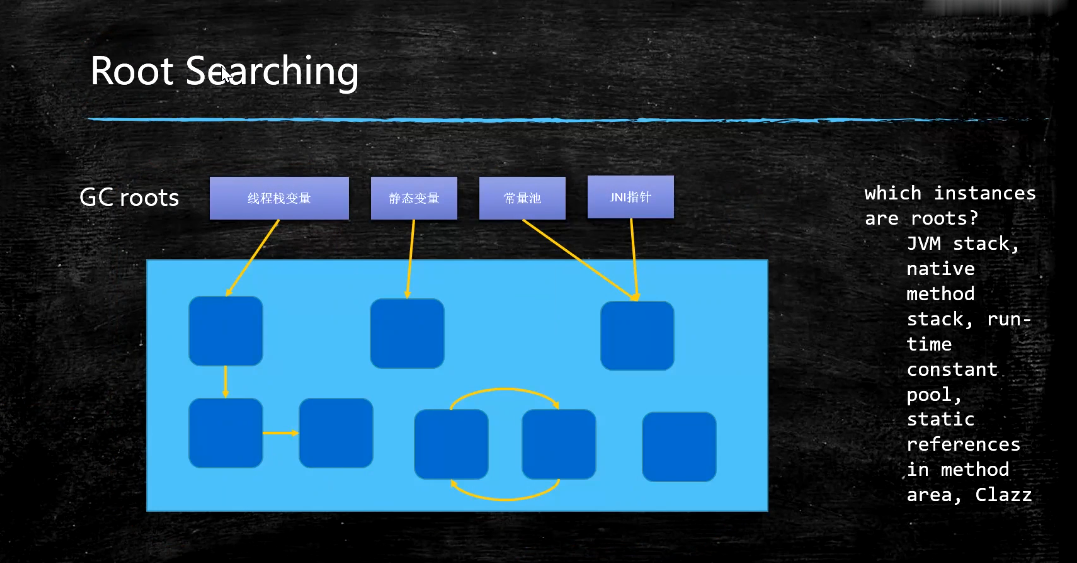 Root Searching
GC roots
线程栈变量
静态变量
常量池
JNI指针
which instances
are roots?
JVM stack,
native
method
stack, run-
time
constant
pool,
static
references
in method
area, Clazz